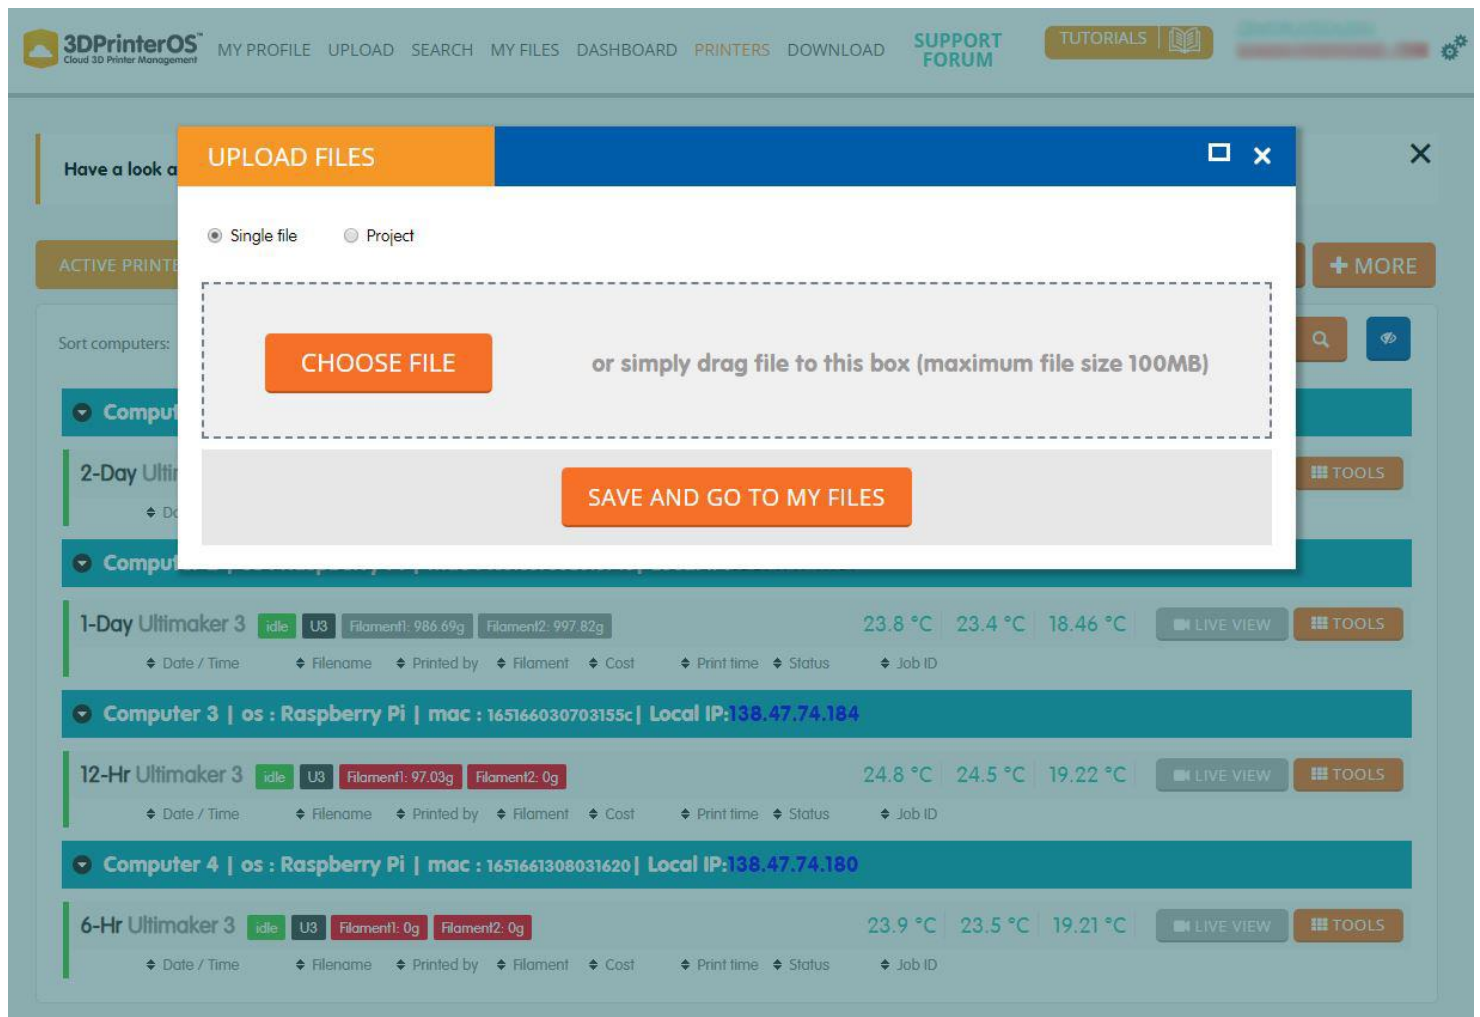 3DPrinterOS™ MY PROFILE UPLOAD SEARCH MY FILES DASHBOARD PRINTERS DOWNLOAD SUPPORT FORUM TUTORIALS
Cloud 3D Printer Management
Have a look a
UPLOAD FILES
Single file Project
ACTIVE PRINTE
+ MORE
CHOOSE FILE or simply drag file to this box (maximum file size 100MB)
Sort computers:
Comput
SAVE AND GO TO MY FILES
2-Day Ultim
TOOLS
Da
Comput
1-Day Ultimaker 3 idle U3 Filament1: 986.69g Filament2: 997.82g 23.8 °C 23.4 °C 18.46 °C LIVE VIEW TOOLS
Date / Time Filename Printed by Filament Cost Print time Status Job ID
Computer 3 | os : Raspberry Pi | mac : 165166030703155c| Local IP:138.47.74.184
12-Hr Ultimaker 3 idle U3 Filament1: 97.03g Filament2: 0g 24.8 °C 24.5 °C 19.22 °C LIVE VIEW TOOLS
Date / Time Filename Printed by Filament Cost Print time Status Job ID
Computer 4 | os : Raspberry Pi | mac : 1651661308031620| Local IP:138.47.74.180
6-Hr Ultimaker 3 idle U3 Filament1: 0g Filament2: 0g 23.9 °C 23.5 °C 19.21 °C LIVE VIEW TOOLS
Date / Time Filename Printed by Filament Cost Print time Status Job ID